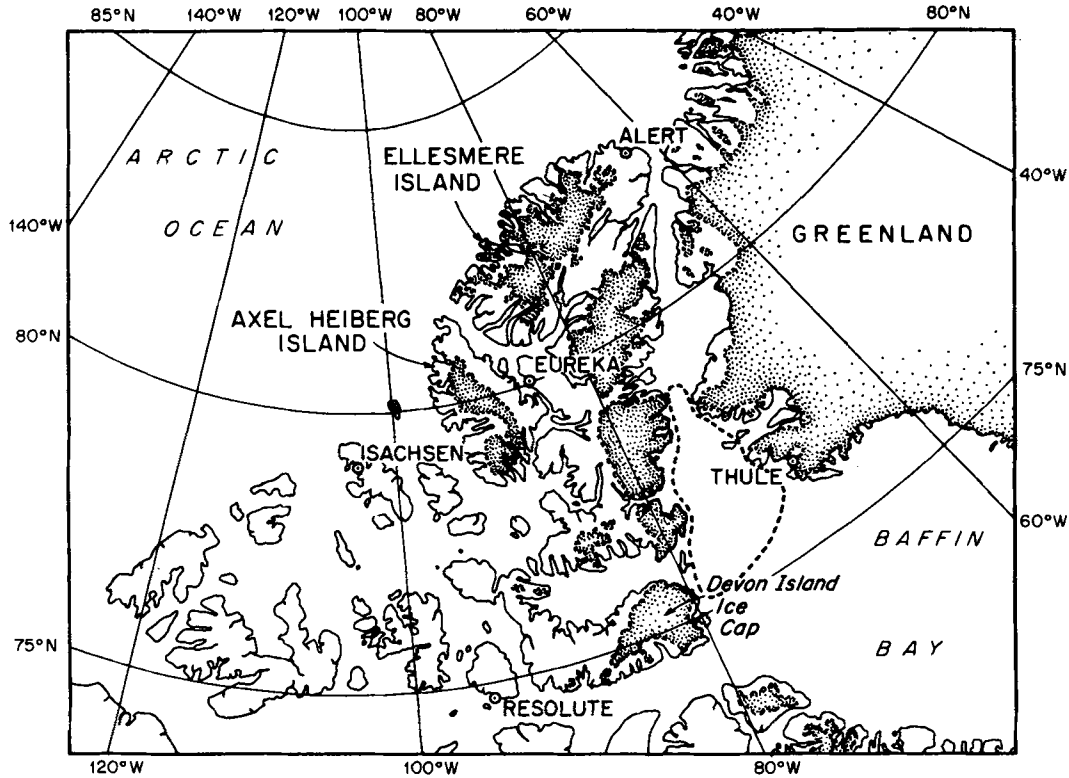 85°N 140°W 120°W 100°W 80°W 60°W 40°W 80°N
ALERT
ARCTIC
ELLESMERE
ISLAND
40°W
140°W
OCEAN
GREENLAND
AXEL HEIBERG
ISLAND
80°N
EUREKA
75°N
ISACHSEN
THULE
60°W
BAFFIN
Devon Island
Ice
Cap
75°N
BAY
RESOLUTE
120°W 100°W 80°W